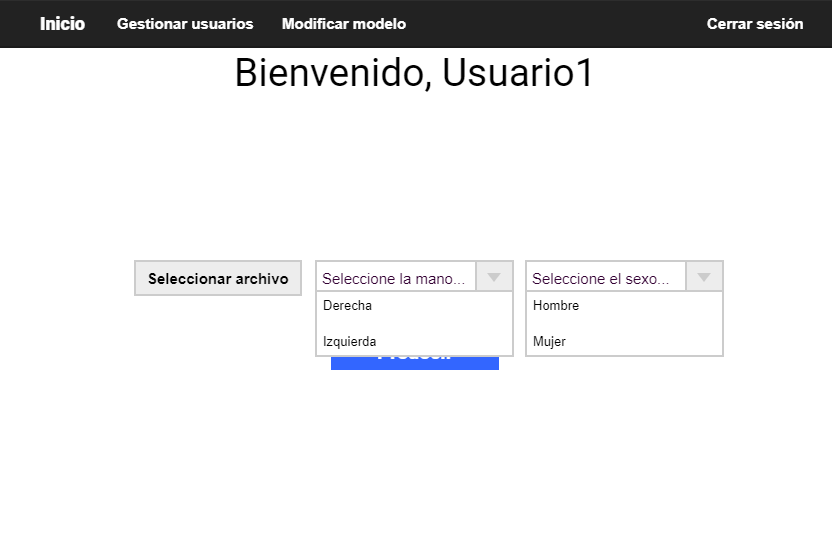 Inicio Gestionar usuarios Modificar modelo Cerrar sesión
Bienvenido, Usuario1
Seleccionar archivo Seleccione la mano... Seleccione el sexo...
Derecha Hombre
Izquierda Mujer